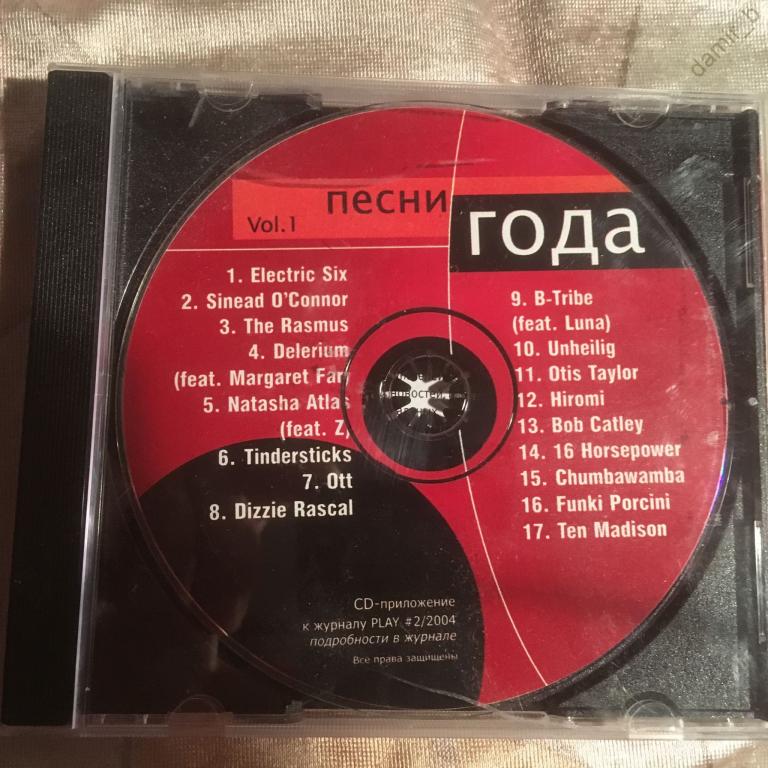 damir_b
Vol.1
песни
года
1. Electric Six
2. Sinead O'Connor
3. The Rasmus
4. Delerium
(feat. Margaret Far)
5. Natasha Atlas
(feat. Z)
6. Tindersticks
7. Ott
8. Dizzie Rascal
9. B-Tribe
(feat. Luna)
10. Unheilig
11. Otis Taylor
12. Hiromi
13. Bob Catley
14. 16 Horsepower
15. Chumbawamba
16. Funki Porcini
17. Ten Madison
CD-приложение
к журналу PLAY #2/2004
подробности в журнале
Все права защищены